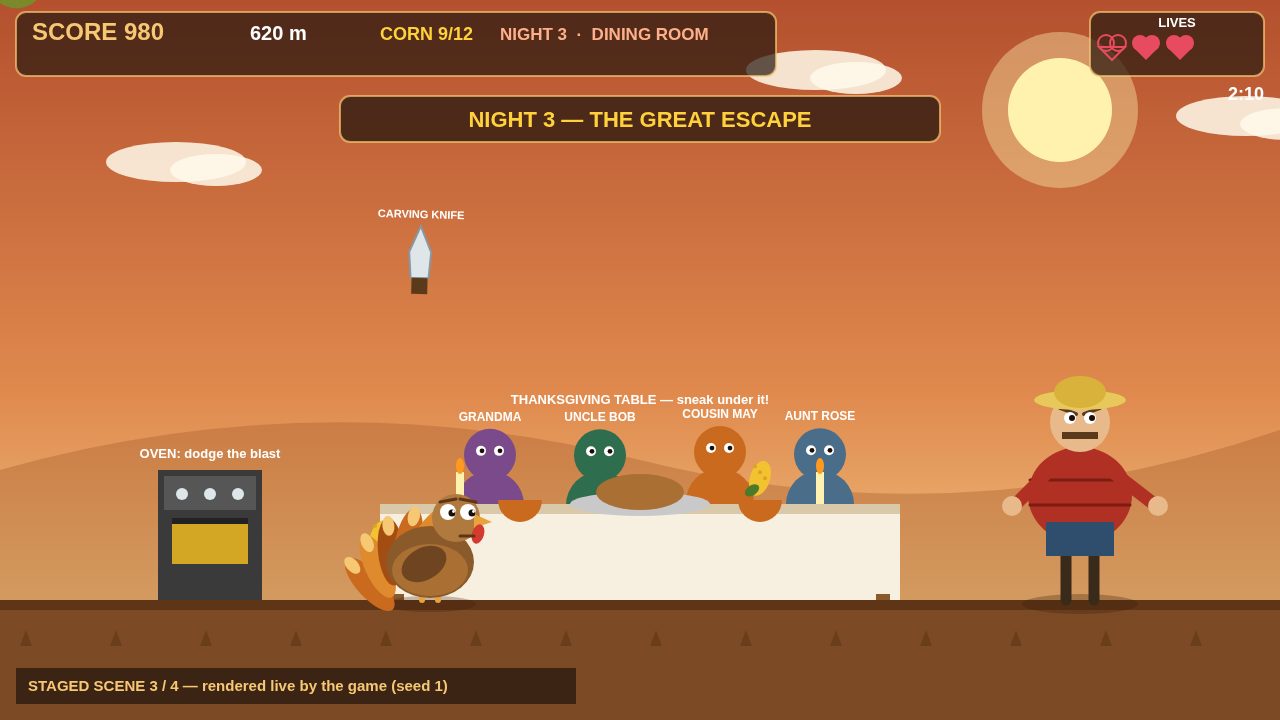 SCORE 980
620 m
CORN 9/12
NIGHT 3 · DINING ROOM
LIVES
2:10
NIGHT 3 — THE GREAT ESCAPE
CARVING KNIFE
THANKSGIVING TABLE — sneak under it!
GRANDMA
UNCLE BOB
COUSIN MAY
AUNT ROSE
OVEN: dodge the blast
STAGED SCENE 3 / 4 — rendered live by the game (seed 1)